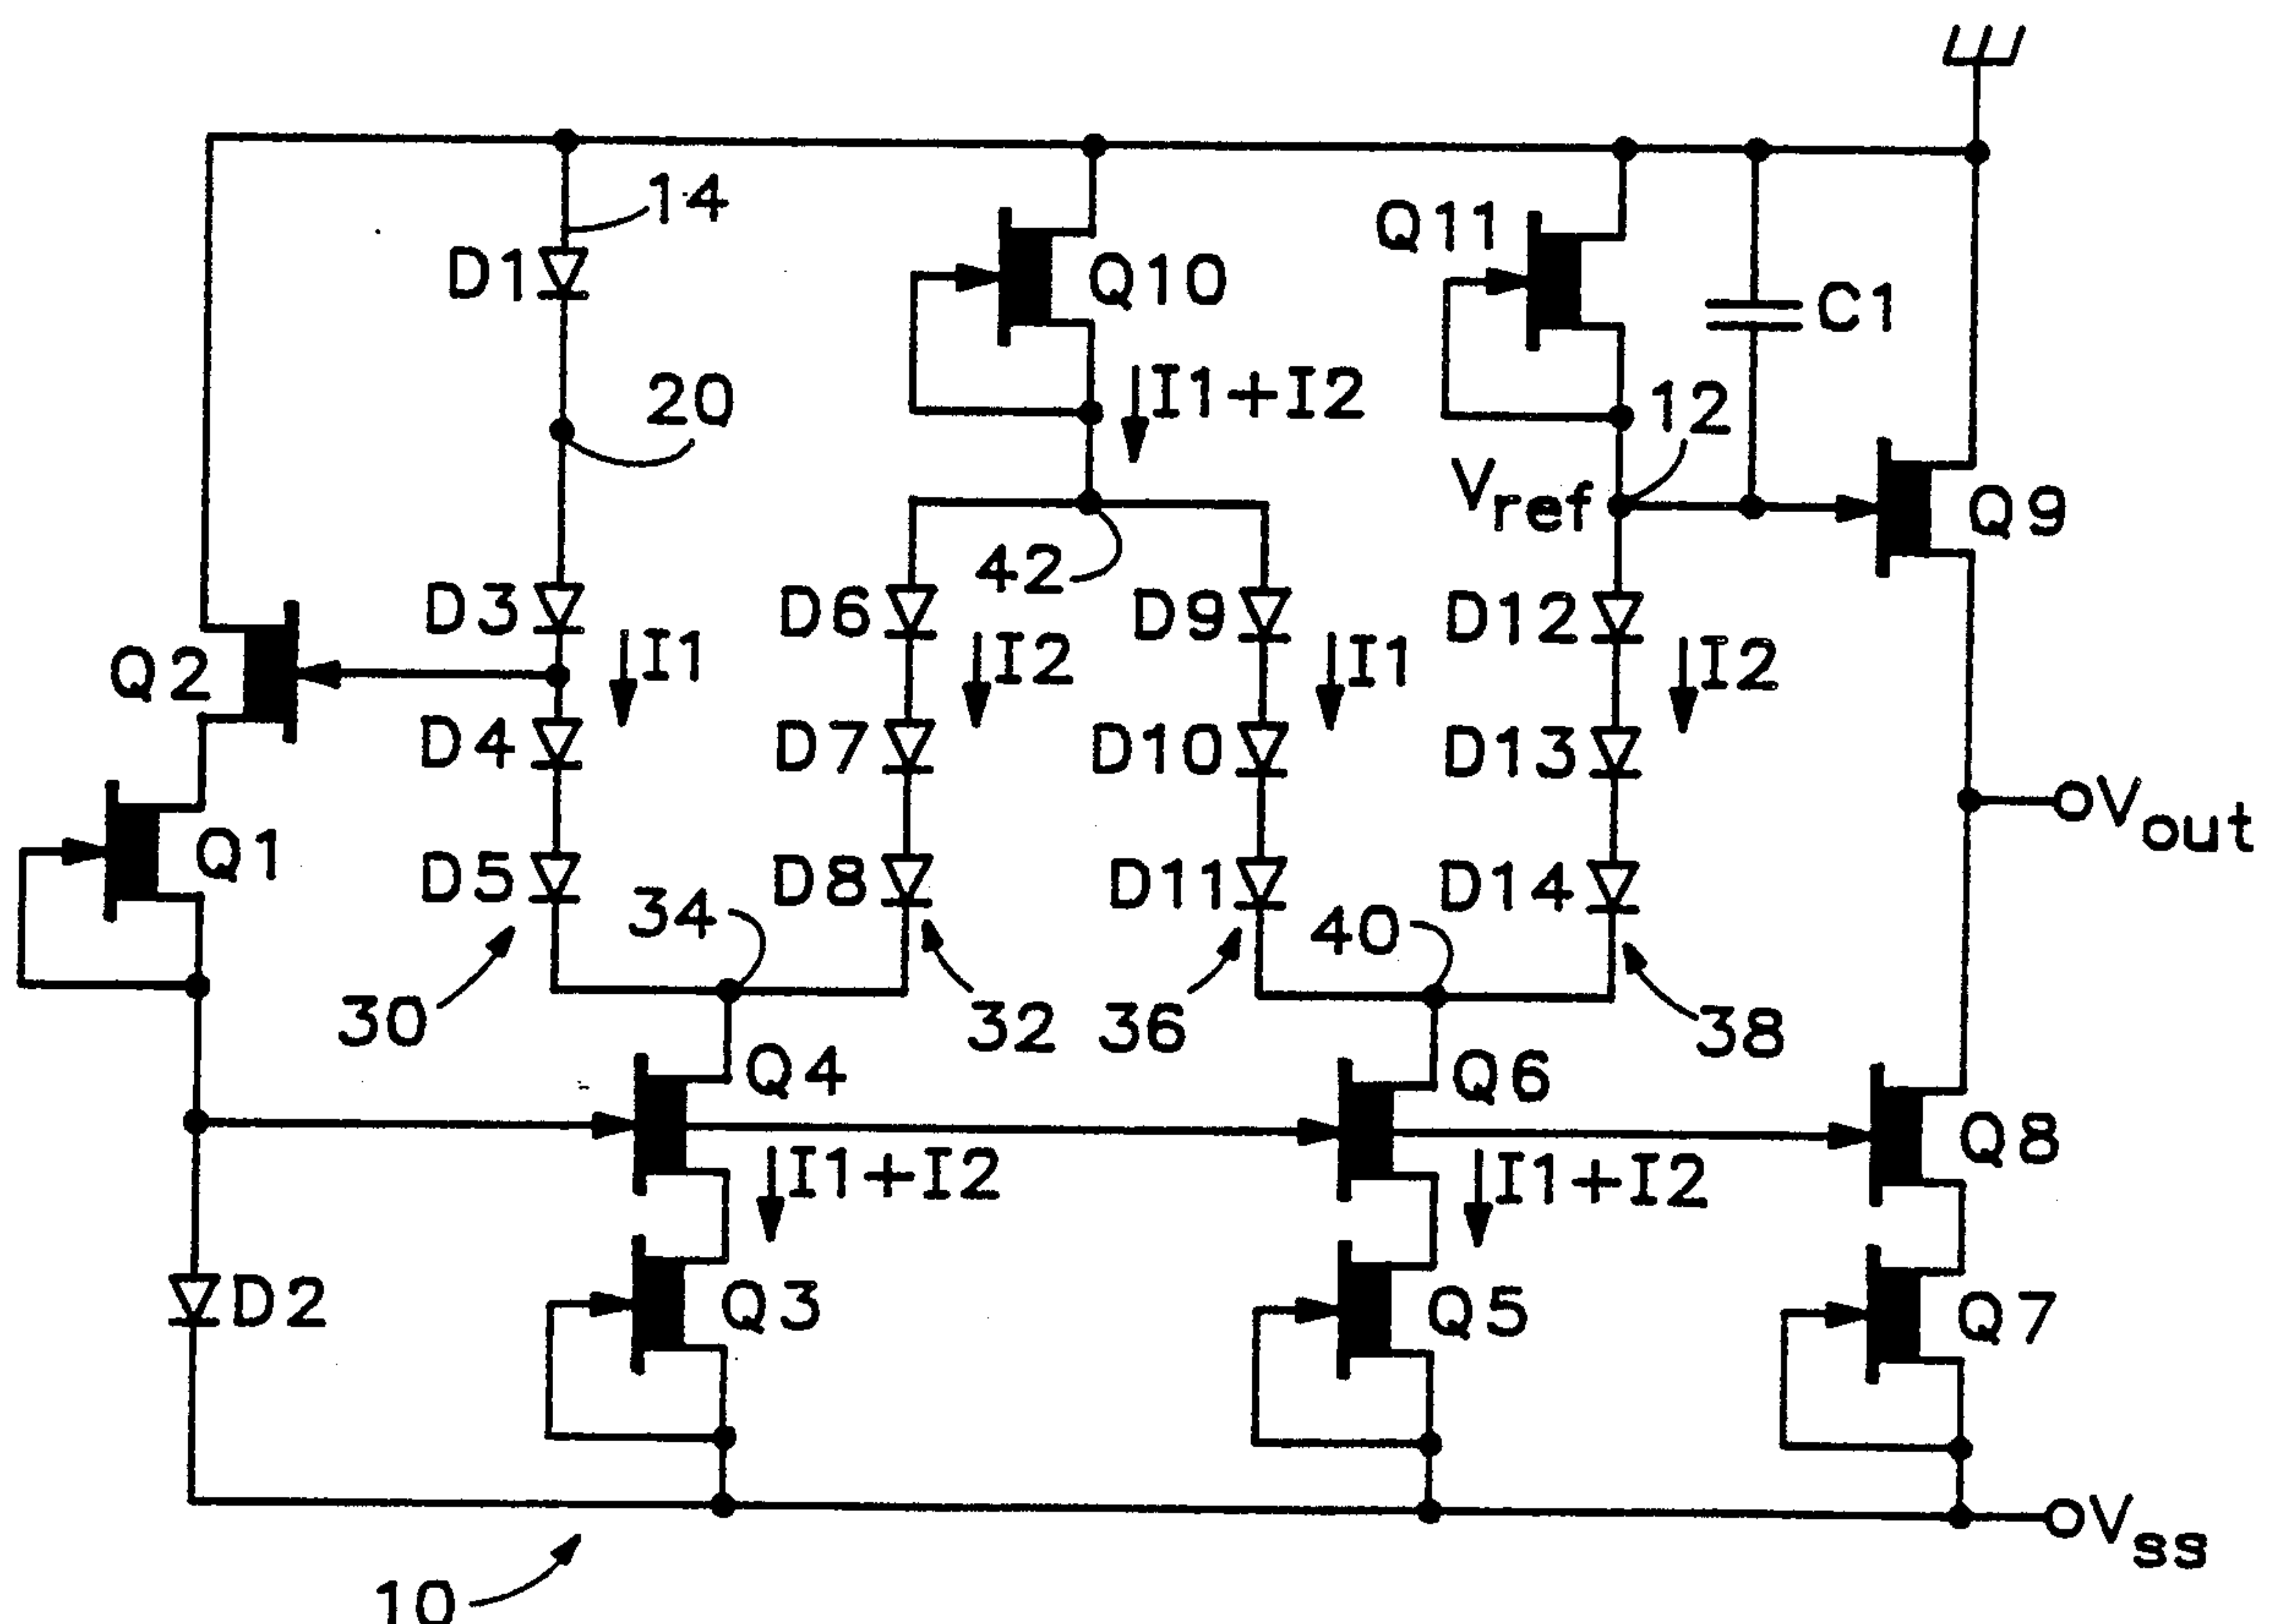 14
D1
Q10
Q11
C1
20
I1+I2
12
Vref
Q9
42
D3
I1
D6
I2
D9
I1
D12
I2
Q2
D4
D7
D10
D13
Vout
Q1
D5
34
D8
D11
40
D14
30
32
36
38
Q4
Q6
Q8
I1+I2
I1+I2
D2
Q3
Q5
Q7
Vss
10